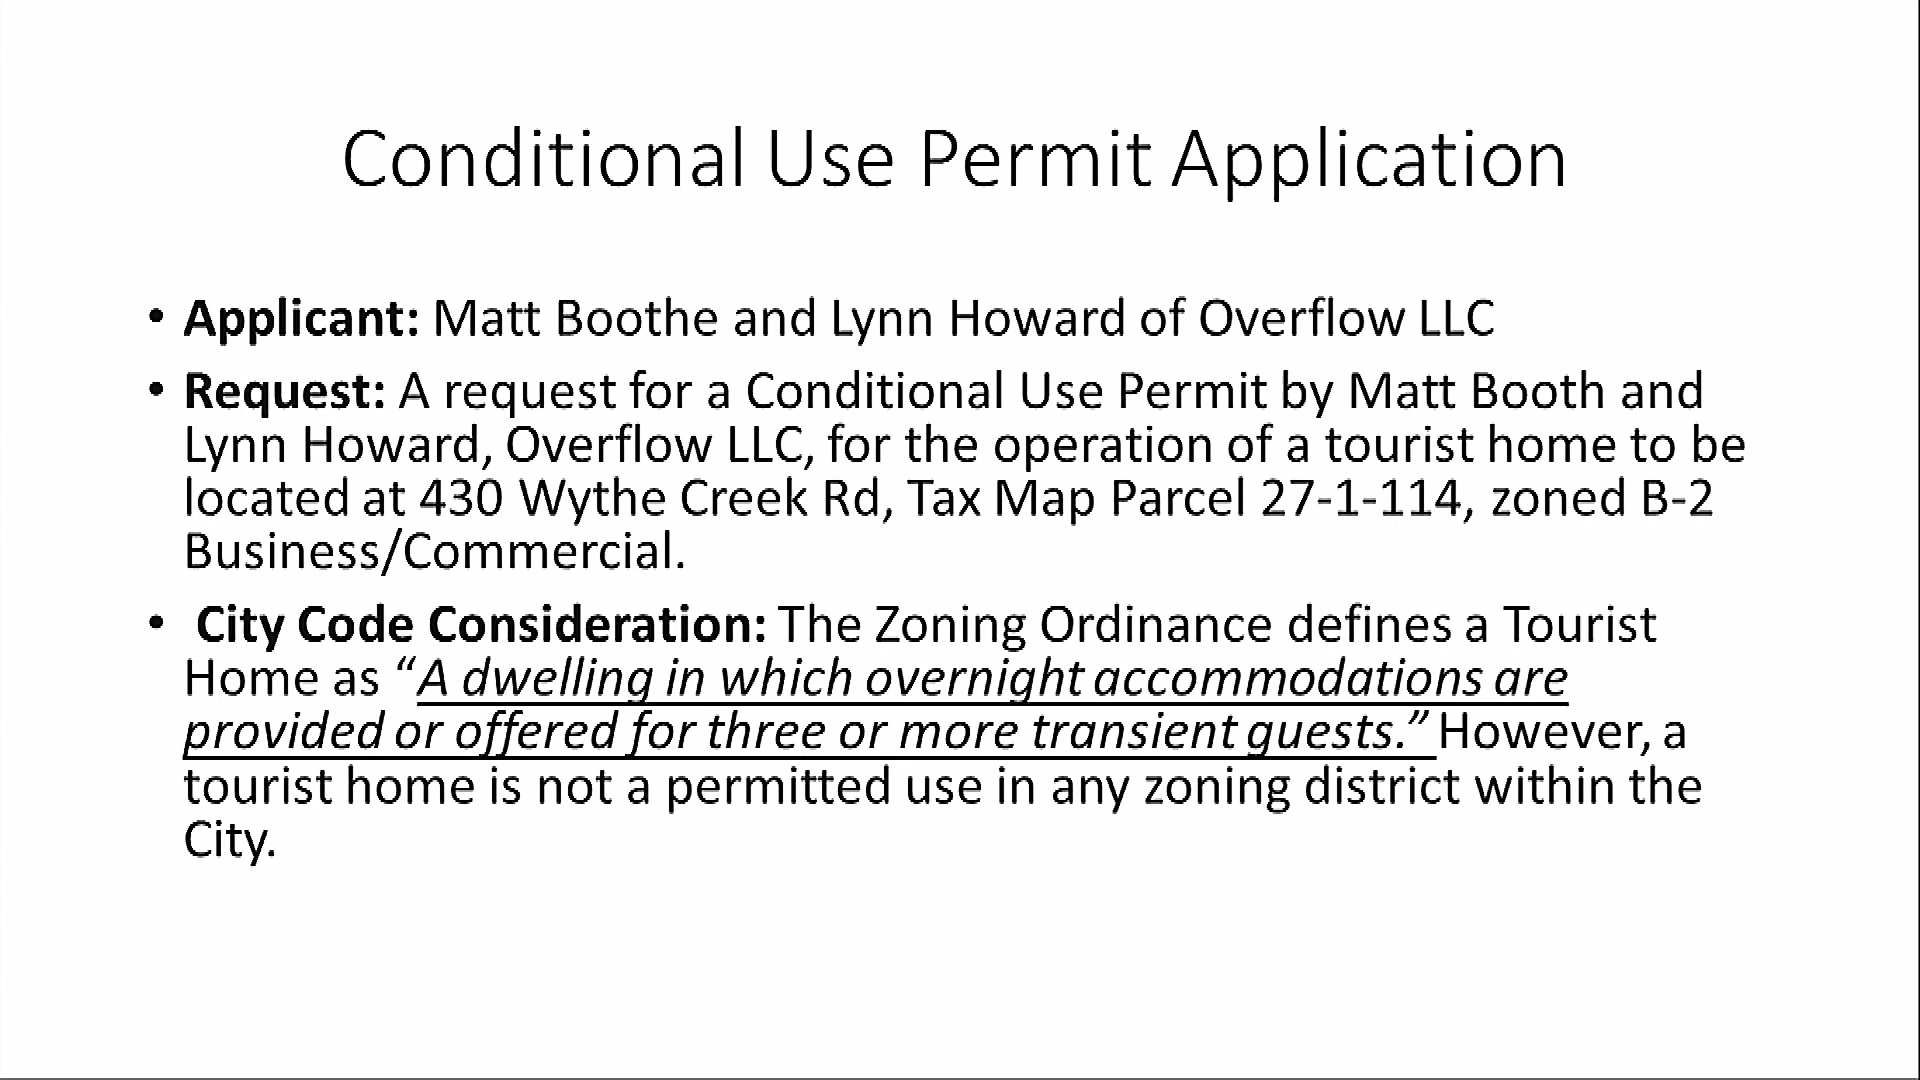 Conditional Use Permit Application
• Applicant: Matt Boothe and Lynn Howard of Overflow LLC
• Request: A request for a Conditional Use Permit by Matt Booth and
Lynn Howard, Overflow LLC, for the operation of a tourist home to be
located at 430 Wythe Creek Rd, Tax Map Parcel 27-1-114, zoned B-2
Business/Commercial.
• City Code Consideration: The Zoning Ordinance defines a Tourist
Home as “A dwelling in which overnight accommodations are
provided or offered for three or more transient guests.” However, a
tourist home is not a permitted use in any zoning district within the
City.